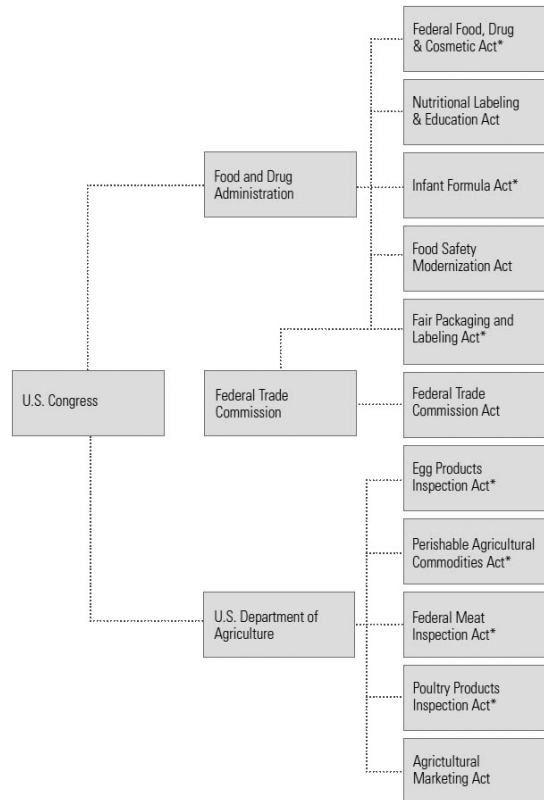 Federal Food, Drug
& Cosmetic Act*
Nutritional Labeling
& Education Act
Food and Drug
Administration
Infant Formula Act*
Food Safety
Modernization Act
Fair Packaging and
Labeling Act*
U.S. Congress
Federal Trade
Commission
Federal Trade
Commission Act
Egg Products
Inspection Act*
Perishable Agricultural
Commodities Act*
U.S. Department of
Agriculture
Federal Meat
Inspection Act*
Poultry Products
Inspection Act*
Agrictultural
Marketing Act